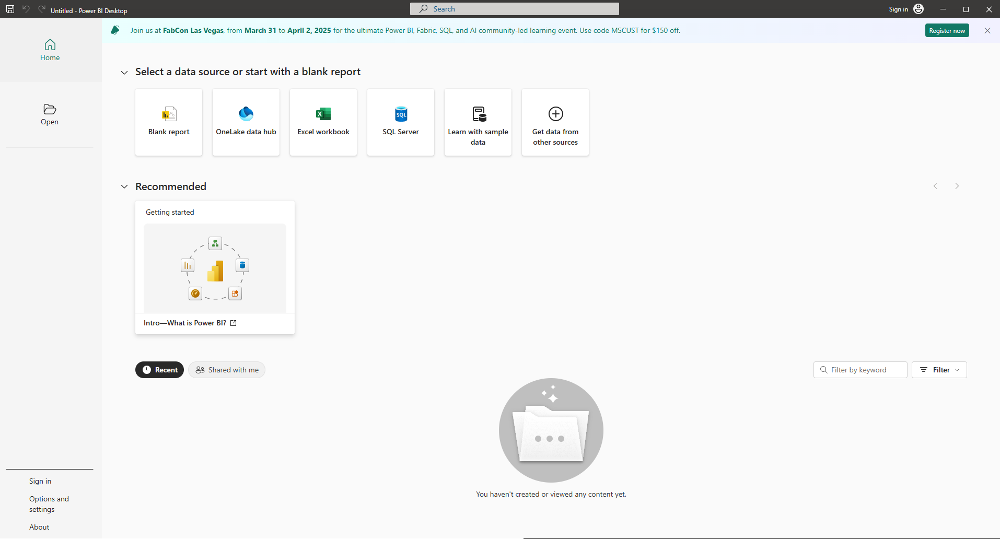 Untitled - Power BI Desktop
Search
Sign in
Join us at FabCon Las Vegas, from March 31 to April 2, 2025 for the ultimate Power BI, Fabric, SQL, and AI community-led learning event. Use code MSCUST for $150 off.
Register now
Home
Open
Select a data source or start with a blank report
Blank report
OneLake data hub
Excel workbook
SQL
SQL Server
Learn with sample
data
Get data from
other sources
Recommended
Getting started
Intro—What is Power BI?
Recent
Shared with me
Filter by keyword
Filter
You haven't created or viewed any content yet.
Sign in
Options and
settings
About